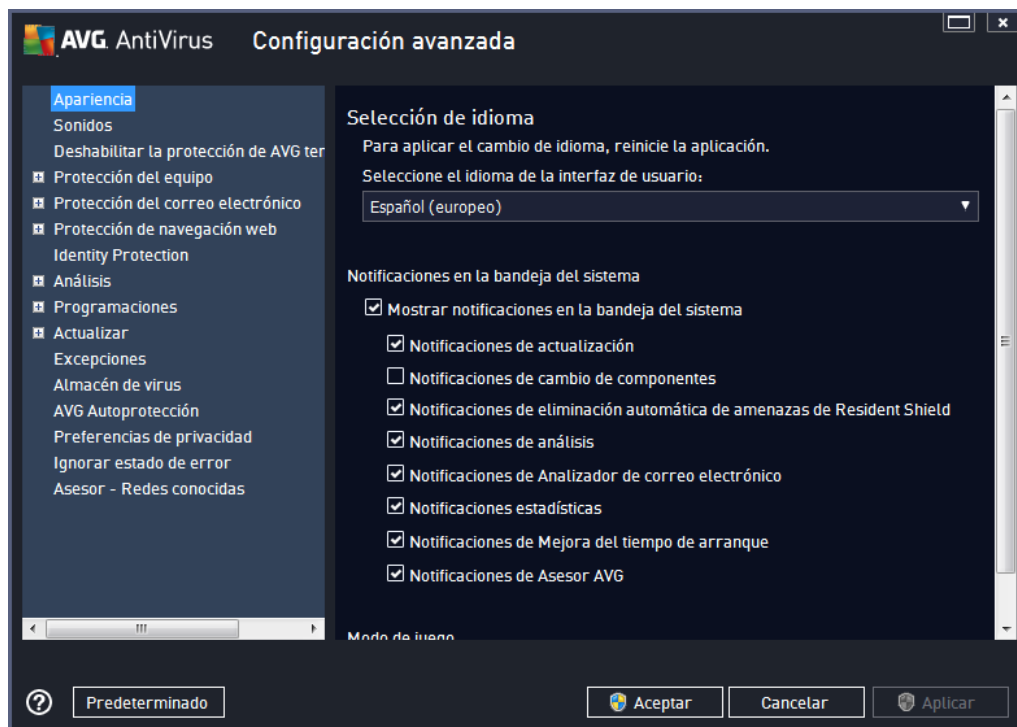 AVG. AntiVirus
Configuración avanzada
Apariencia
Sonidos
Deshabilitar la protección de AVG ter
Protección del equipo
Protección del correo electrónico
Protección de navegación web
Identity Protection
Análisis
Programaciones
Actualizar
Excepciones
Almacén de virus
AVG Autoprotección
Preferencias de privacidad
Ignorar estado de error
Asesor - Redes conocidas
Selección de idioma
Para aplicar el cambio de idioma, reinicie la aplicación.
Seleccione el idioma de la interfaz de usuario:
Español (europeo)
Notificaciones en la bandeja del sistema
Mostrar notificaciones en la bandeja del sistema
Notificaciones de actualización
Notificaciones de cambio de componentes
Notificaciones de eliminación automática de amenazas de Resident Shield
Notificaciones de análisis
Notificaciones de Analizador de correo electrónico
Notificaciones estadísticas
Notificaciones de Mejora del tiempo de arranque
Notificaciones de Asesor AVG
Modo de juego
Predeterminado
Aceptar
Cancelar
Aplicar